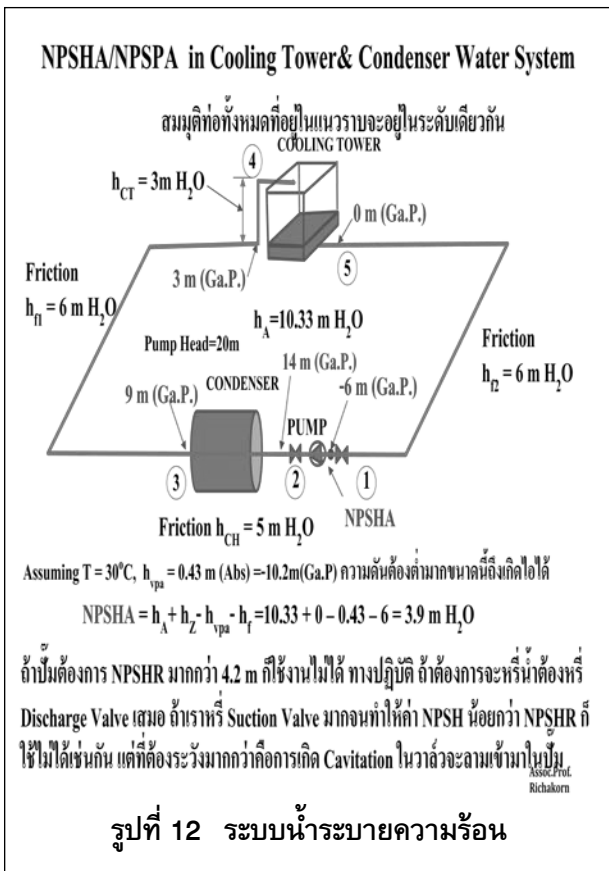 NPSHA/NPSPA in Cooling Tower& Condenser Water System
สมมุติท่อทั้งหมดที่อยู่ในแนวราบจะอยู่ในระดับเดียวกัน
COOLING TOWER
4
h_CT = 3m H₂O
0 m (Ga.P.)
3 m (Ga.P.)
5
Friction
h_f1 = 6 m H₂O
h_A=10.33 m H₂O
Pump Head=20m
Friction
h_f2 = 6 m H₂O
14 m (Ga.P.)
CONDENSER
-6 m (Ga.P.)
9 m (Ga.P.)
PUMP
3
2
1
NPSHA
Friction h_CH = 5 m H₂O
Assuming T = 30⁰C, h_vpa = 0.43 m (Abs) =-10.2m(Ga.P) ความดันต้องต่ำมากขนาดนี้ถึงเกิดไอได้
NPSHA = h_A + h_Z - h_vpa - h_f =10.33 + 0 – 0.43 – 6 = 3.9 m H₂O
ถ้าปั๊มต้องการ NPSHR มากกว่า 4.2 m ก็ใช้งานไม่ได้ ทางปฏิบัติ ถ้าต้องการจะหรี่น้ำต้องหรี่
Discharge Valve เสมอ ถ้าเราหรี่ Suction Valve มากจนทำให้ค่า NPSH น้อยกว่า NPSHR ก็
ใช้ไม่ได้เช่นกัน แต่ที่ต้องระวังมากกว่าคือการเกิด Cavitation ในวาล์วจะลามเข้ามาในปั๊ม
Assoc.Prof.
Richakorn
รูปที่ 12 ระบบน้ำระบายความร้อน